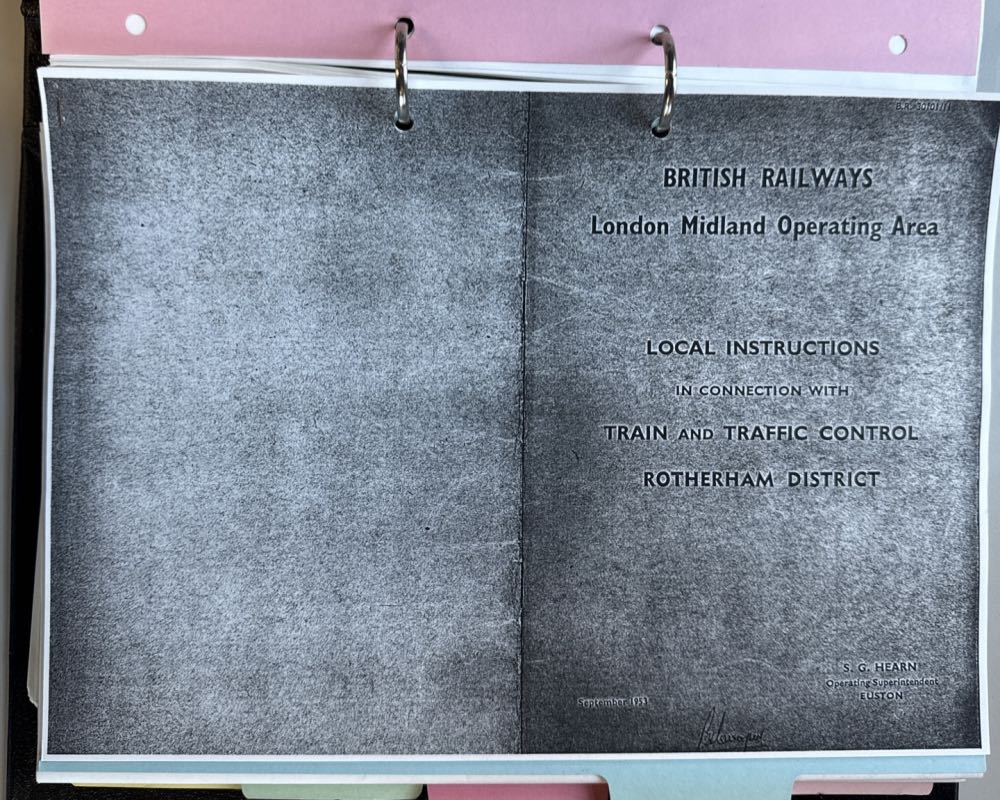 BRITISH RAILWAYS
London Midland Operating Area
LOCAL INSTRUCTIONS
IN CONNECTION WITH
TRAIN AND TRAFFIC CONTROL
ROTHERHAM DISTRICT
S. G. HEARN
Operating Superintendent
EUSTON
September 1953